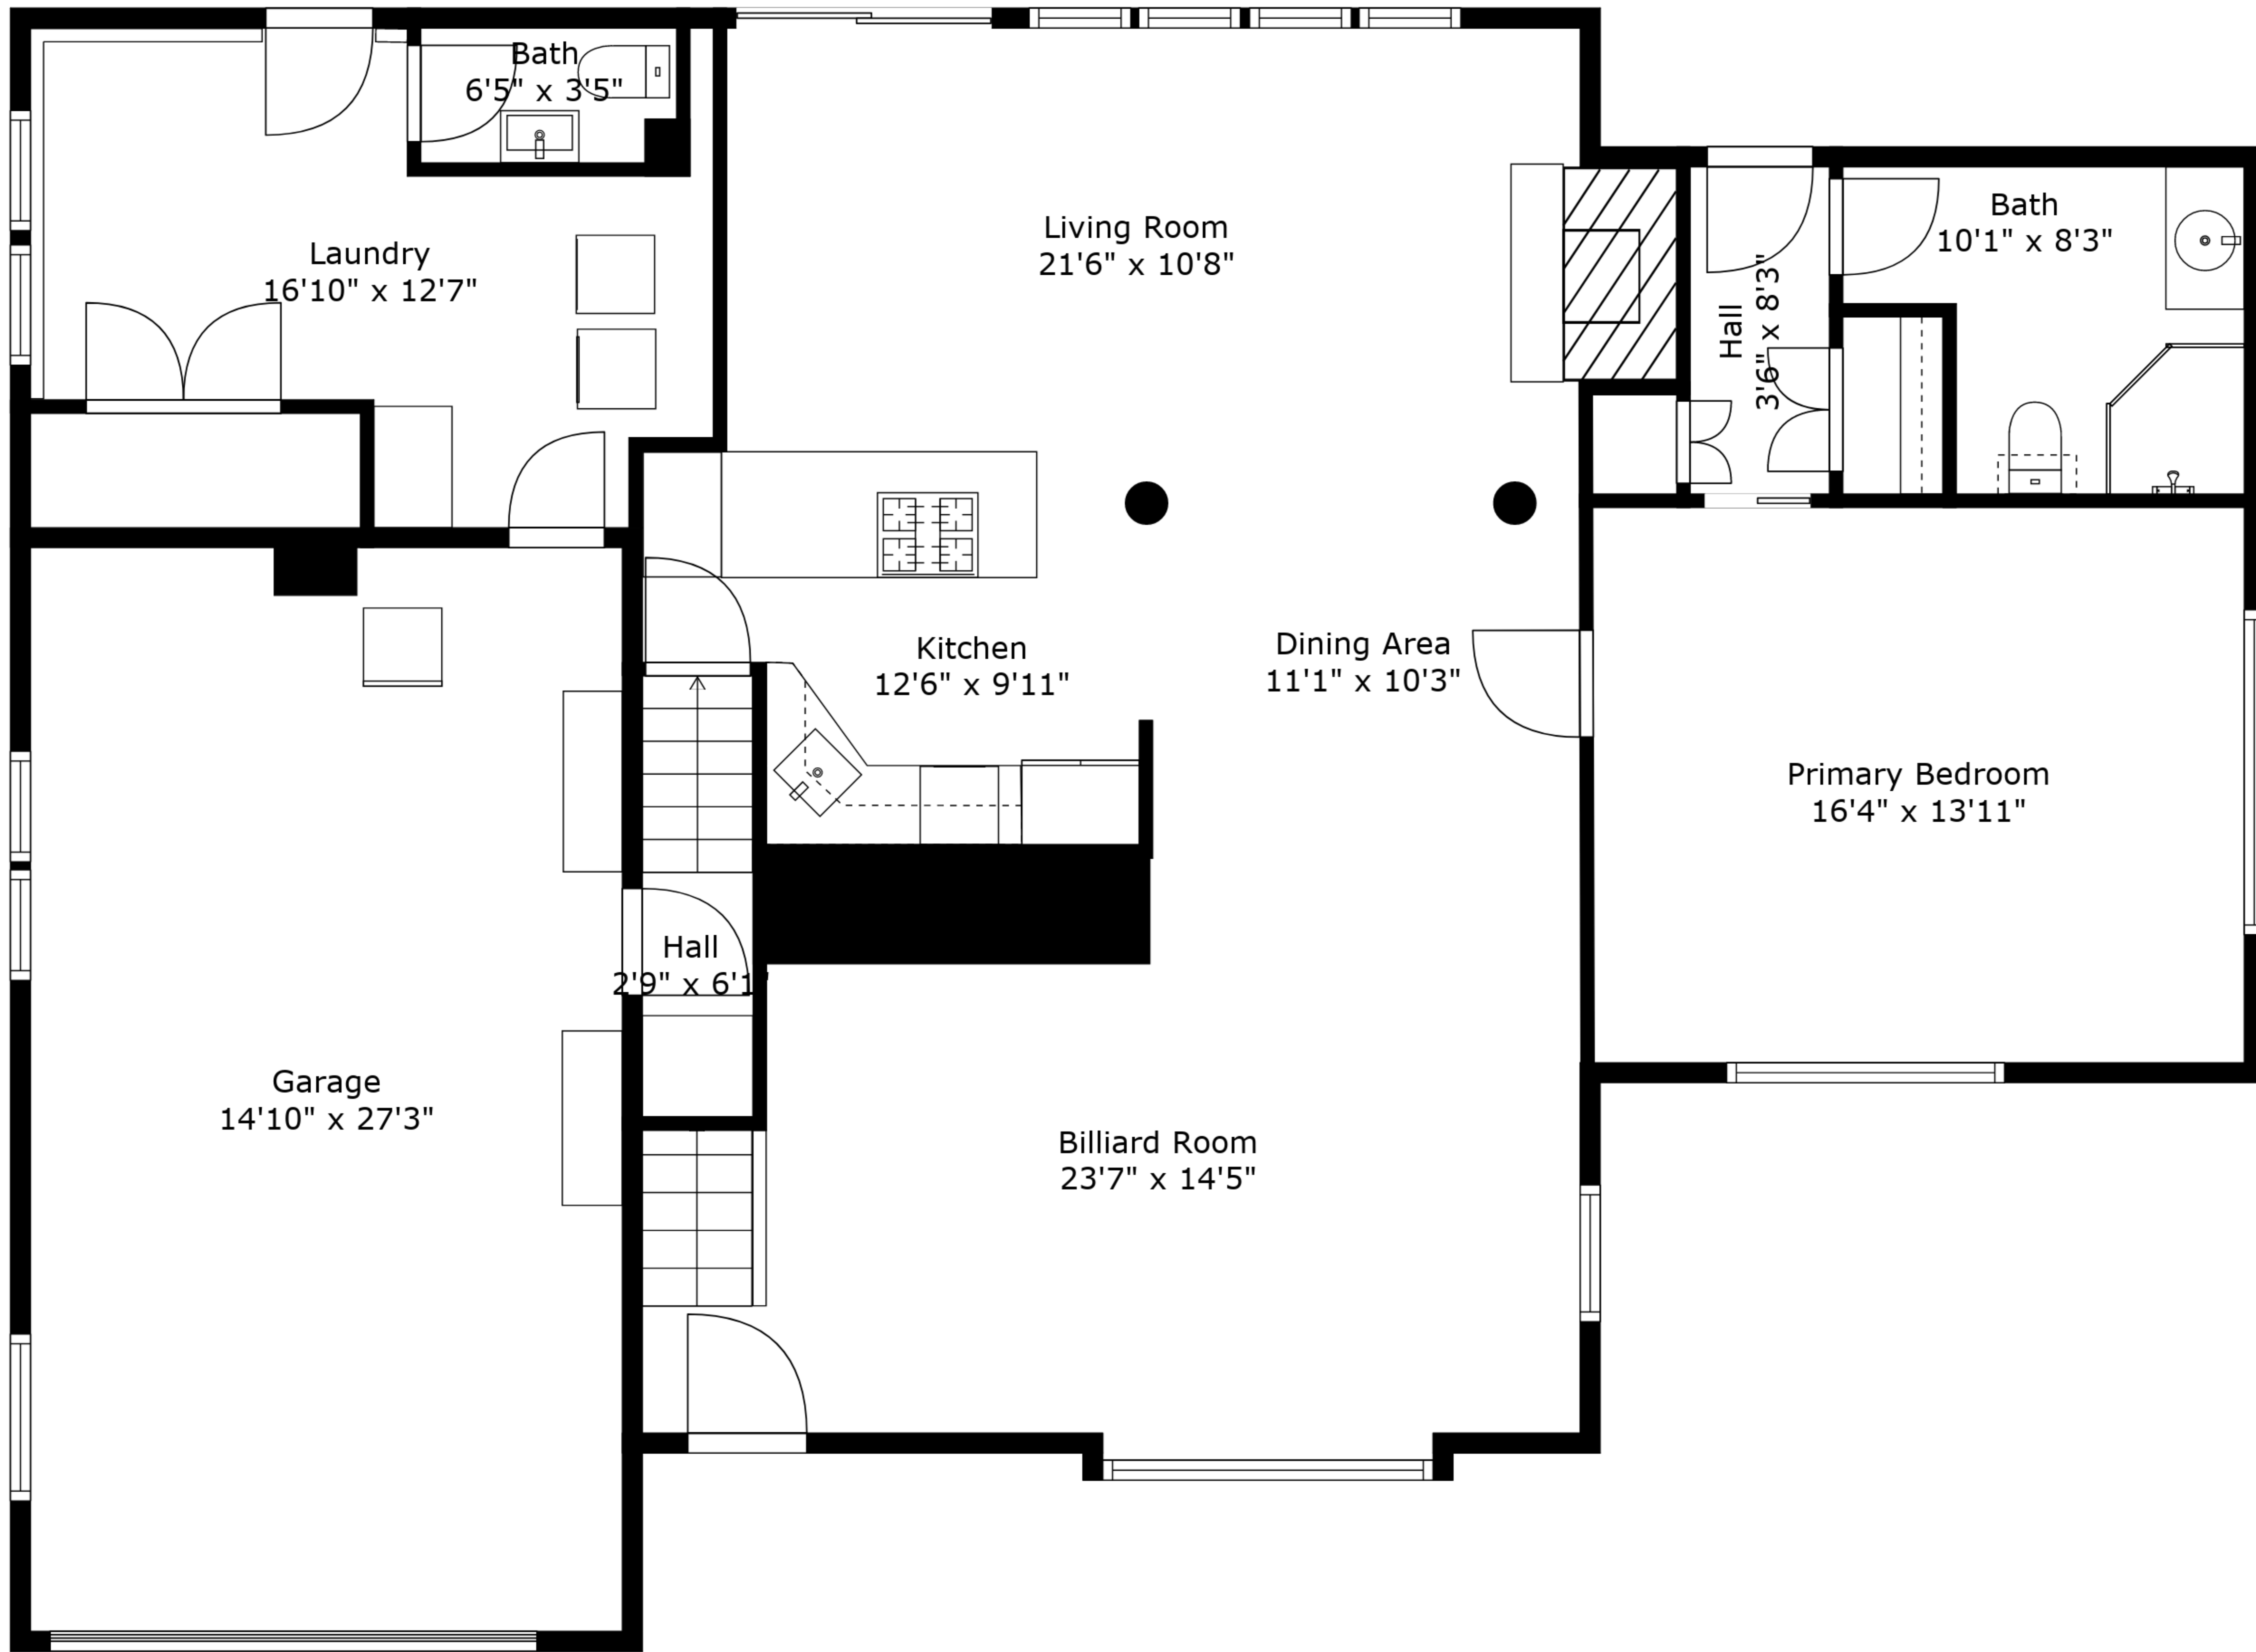 Bath
6'5" x 3'5"
Laundry
16'10" x 12'7"
Living Room
21'6" x 10'8"
Bath
10'1" x 8'3"
Hall
3'6" x 8'3"
Kitchen
12'6" x 9'11"
Dining Area
11'1" x 10'3"
Primary Bedroom
16'4" x 13'11"
Hall
2'9" x 6'1"
Garage
14'10" x 27'3"
Billiard Room
23'7" x 14'5"